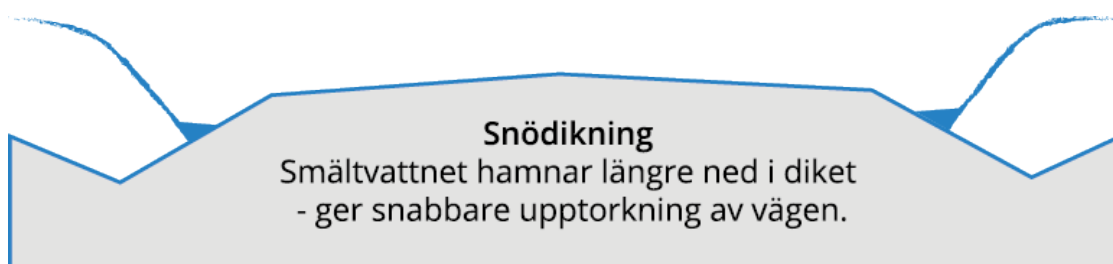 Snödikning
Smältvattnet hamnar längre ned i diket
- ger snabbare upptorkning av vägen.